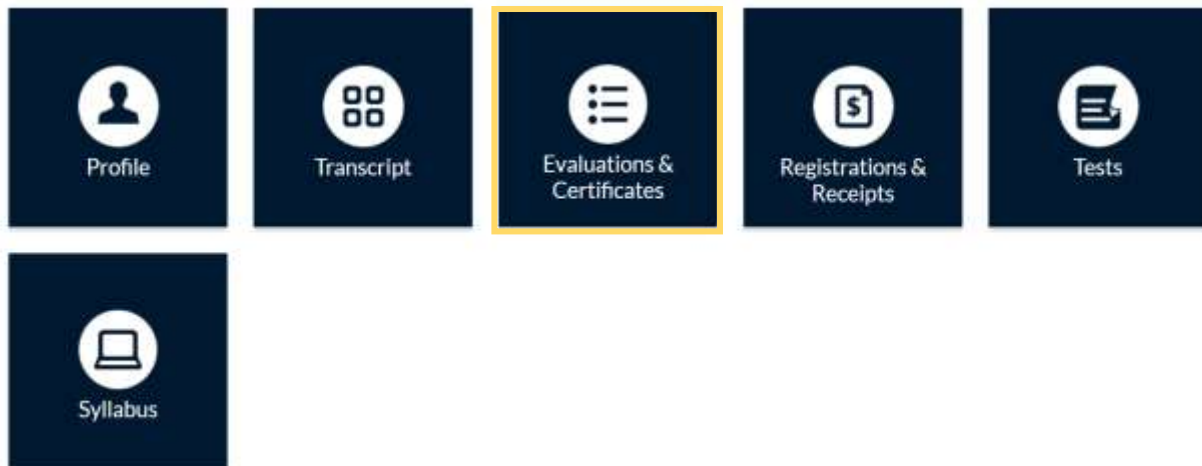 Profile
Transcript
Evaluations &
Certificates
$
Registrations &
Receipts
Tests
Syllabus